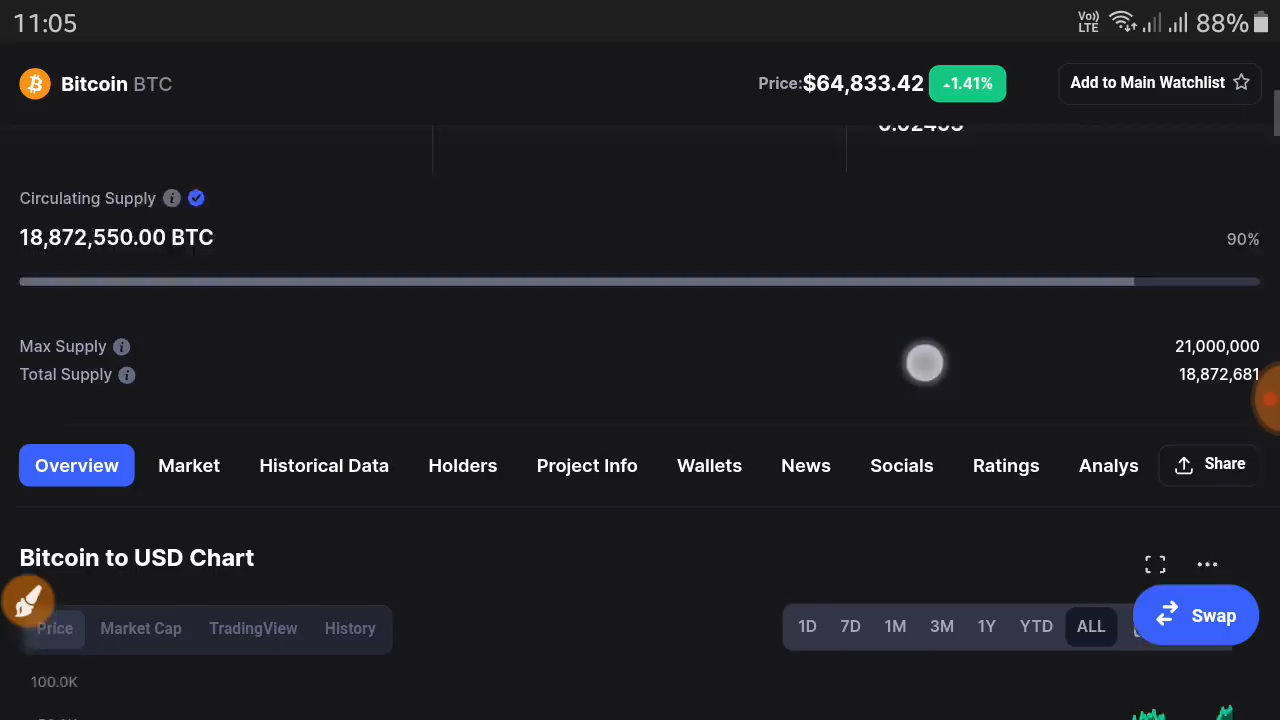 11:05 Vo)) LTE 88%
Bitcoin BTC Price:$64,833.42 1.41% Add to Main Watchlist
Circulating Supply
18,872,550.00 BTC 90%
Max Supply 21,000,000
Total Supply 18,872,681
Overview Market Historical Data Holders Project Info Wallets News Socials Ratings Analys Share
Bitcoin to USD Chart
Swap
Price Market Cap TradingView History 1D 7D 1M 3M 1Y YTD ALL
100.0K